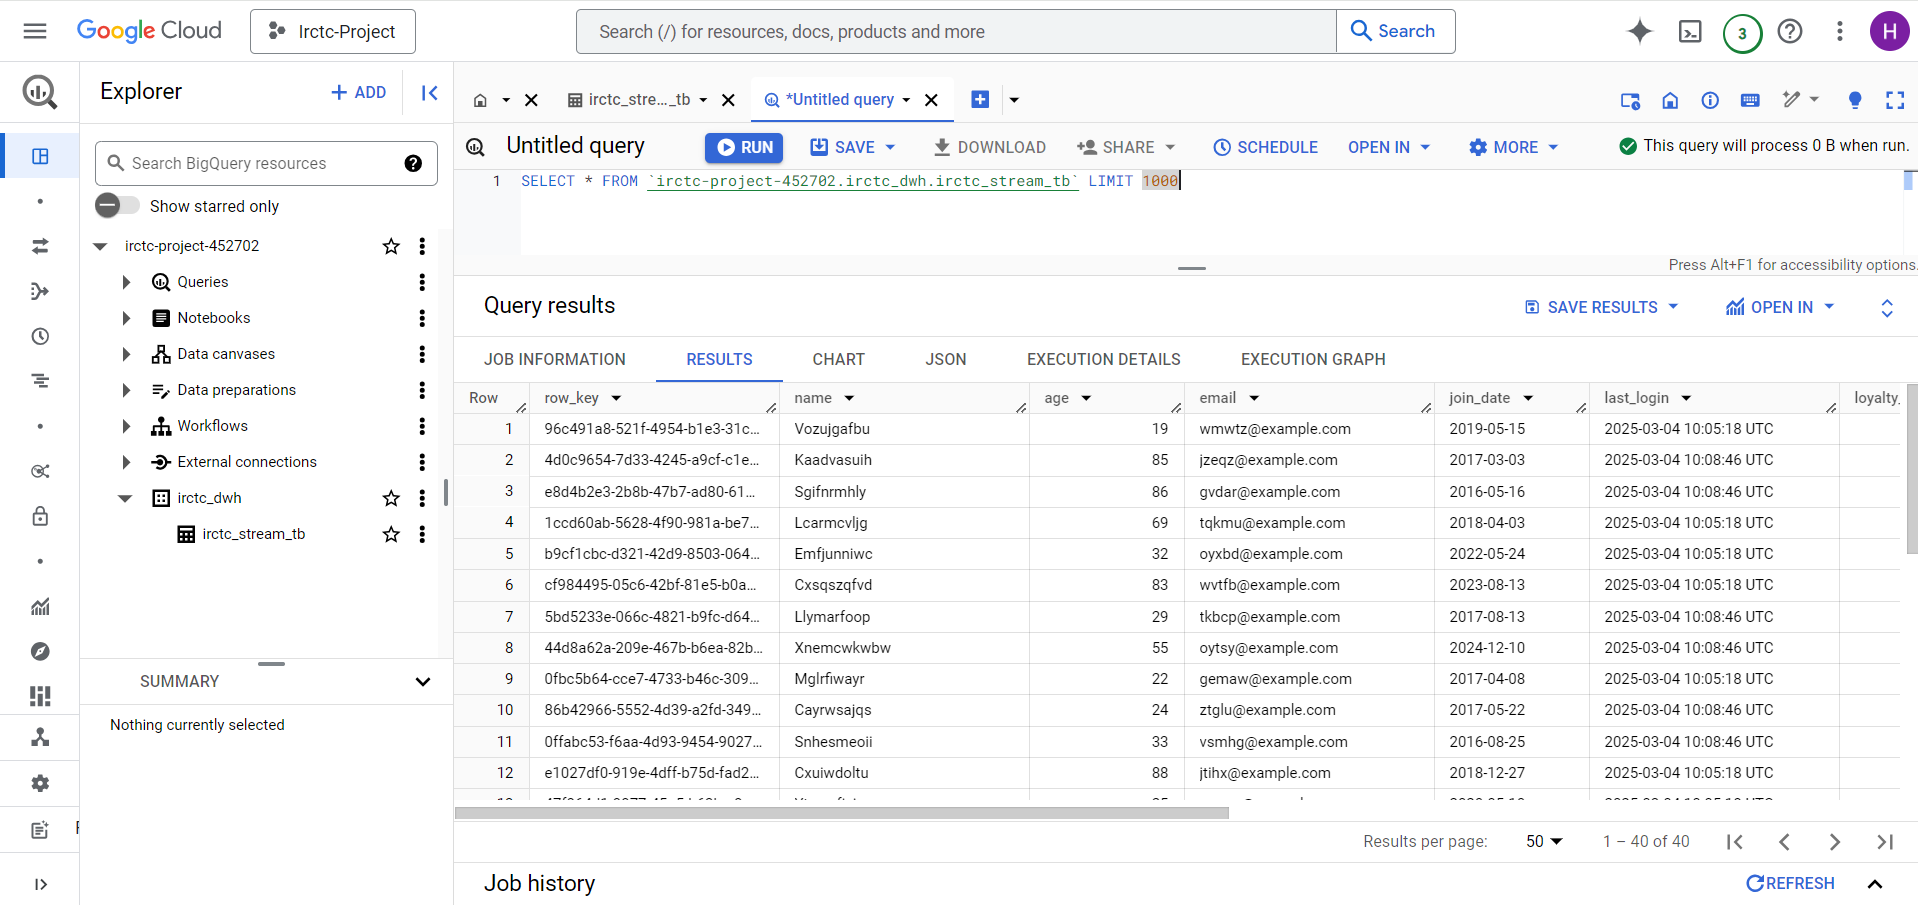 Google Cloud
Irctc-Project
Search (/) for resources, docs, products and more
Search
3
H
Explorer
ADD
irctc_stre..._tb
*Untitled query
Search BigQuery resources
Show starred only
irctc-project-452702
Queries
Notebooks
Data canvases
Data preparations
Workflows
External connections
irctc_dwh
irctc_stream_tb
SUMMARY
Nothing currently selected
Untitled query
RUN
SAVE
DOWNLOAD
SHARE
SCHEDULE
OPEN IN
MORE
This query will process 0 B when run.
1 SELECT * FROM `irctc-project-452702.irctc_dwh.irctc_stream_tb` LIMIT 1000
Press Alt+F1 for accessibility options.
Query results
SAVE RESULTS
OPEN IN
JOB INFORMATION RESULTS CHART JSON EXECUTION DETAILS EXECUTION GRAPH
Row row_key name age email join_date last_login loyalty_
1 96c491a8-521f-4954-b1e3-31c... Vozujgafbu 19 wmwtz@example.com 2019-05-15 2025-03-04 10:05:18 UTC
2 4d0c9654-7d33-4245-a9cf-c1e... Kaadvasuih 85 jzeqz@example.com 2017-03-03 2025-03-04 10:08:46 UTC
3 e8d4b2e3-2b8b-47b7-ad80-61... Sgifnrmhly 86 gvdar@example.com 2016-05-16 2025-03-04 10:08:46 UTC
4 1ccd60ab-5628-4f90-981a-be7... Lcarmcvljg 69 tqkmu@example.com 2018-04-03 2025-03-04 10:05:18 UTC
5 b9cf1cbc-d321-42d9-8503-064... Emfjunniwc 32 oyxbd@example.com 2022-05-24 2025-03-04 10:05:18 UTC
6 cf984495-05c6-42bf-81e5-b0a... Cxsqszqfvd 83 wvtfb@example.com 2023-08-13 2025-03-04 10:05:18 UTC
7 5bd5233e-066c-4821-b9fc-d64... Llymarfoop 29 tkbcp@example.com 2017-08-13 2025-03-04 10:08:46 UTC
8 44d8a62a-209e-467b-b6ea-82b... Xnemcwkwbw 55 oytsy@example.com 2024-12-10 2025-03-04 10:08:46 UTC
9 0fbc5b64-cce7-4733-b46c-309... Mglrfiwayr 22 gemaw@example.com 2017-04-08 2025-03-04 10:05:18 UTC
10 86b42966-5552-4d39-a2fd-349... Cayrwsajqs 24 ztglu@example.com 2017-05-22 2025-03-04 10:08:46 UTC
11 0ffabc53-f6aa-4d93-9454-9027... Snhesmeoii 33 vsmhg@example.com 2016-08-25 2025-03-04 10:08:46 UTC
12 e1027df0-919e-4dff-b75d-fad2... Cxuiwdoltu 88 jtihx@example.com 2018-12-27 2025-03-04 10:05:18 UTC
Results per page: 50 1 – 40 of 40
Job history
REFRESH